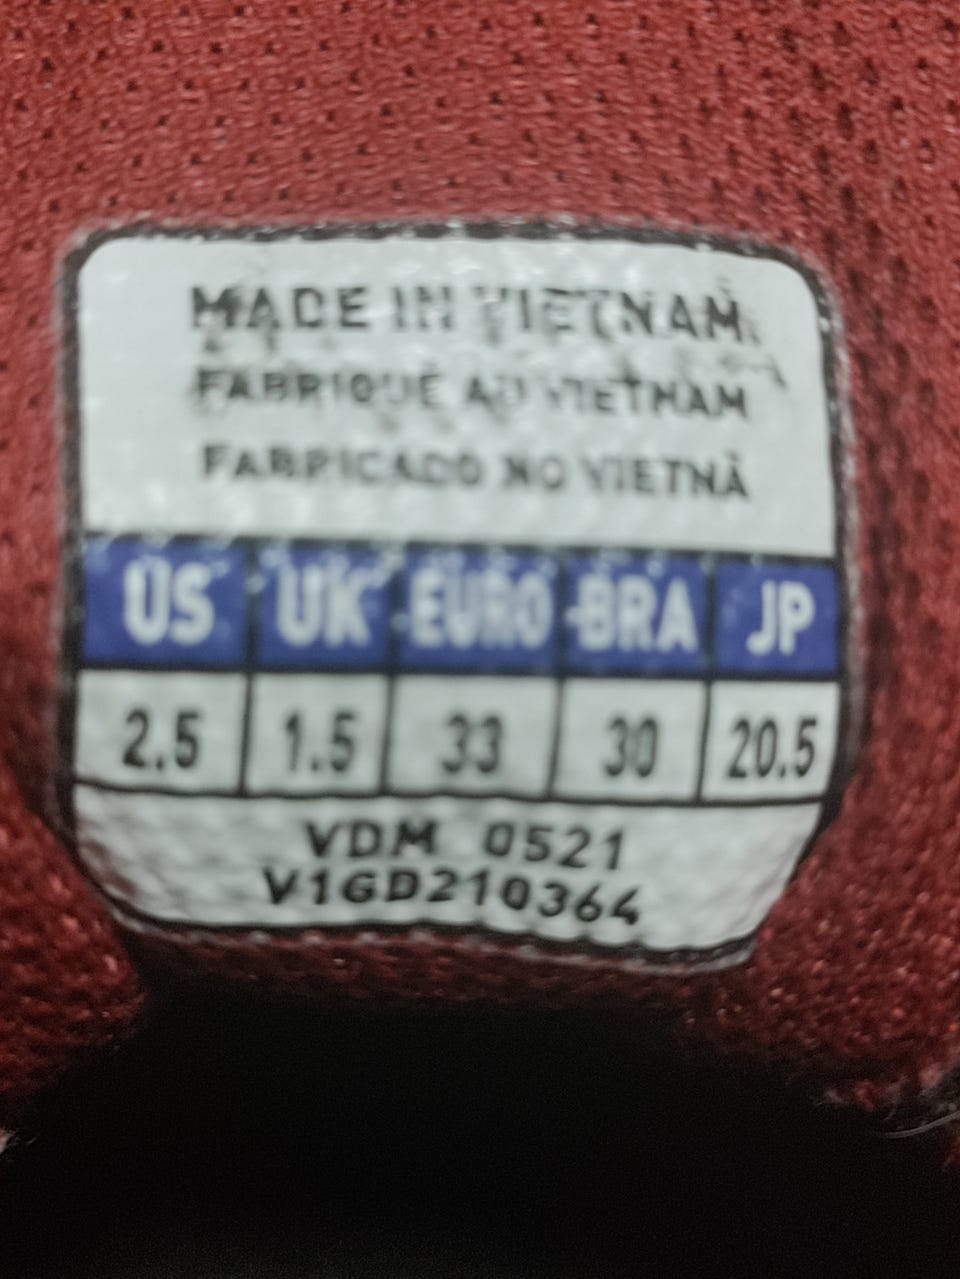 MADE IN VIETNAM
FABRIQUE AU VIETNAM
FABRICADO NO VIETNÃ
US UK EURO BRA JP
2.5 1.5 33 30 20.5
VDM 0521
V1GD210364